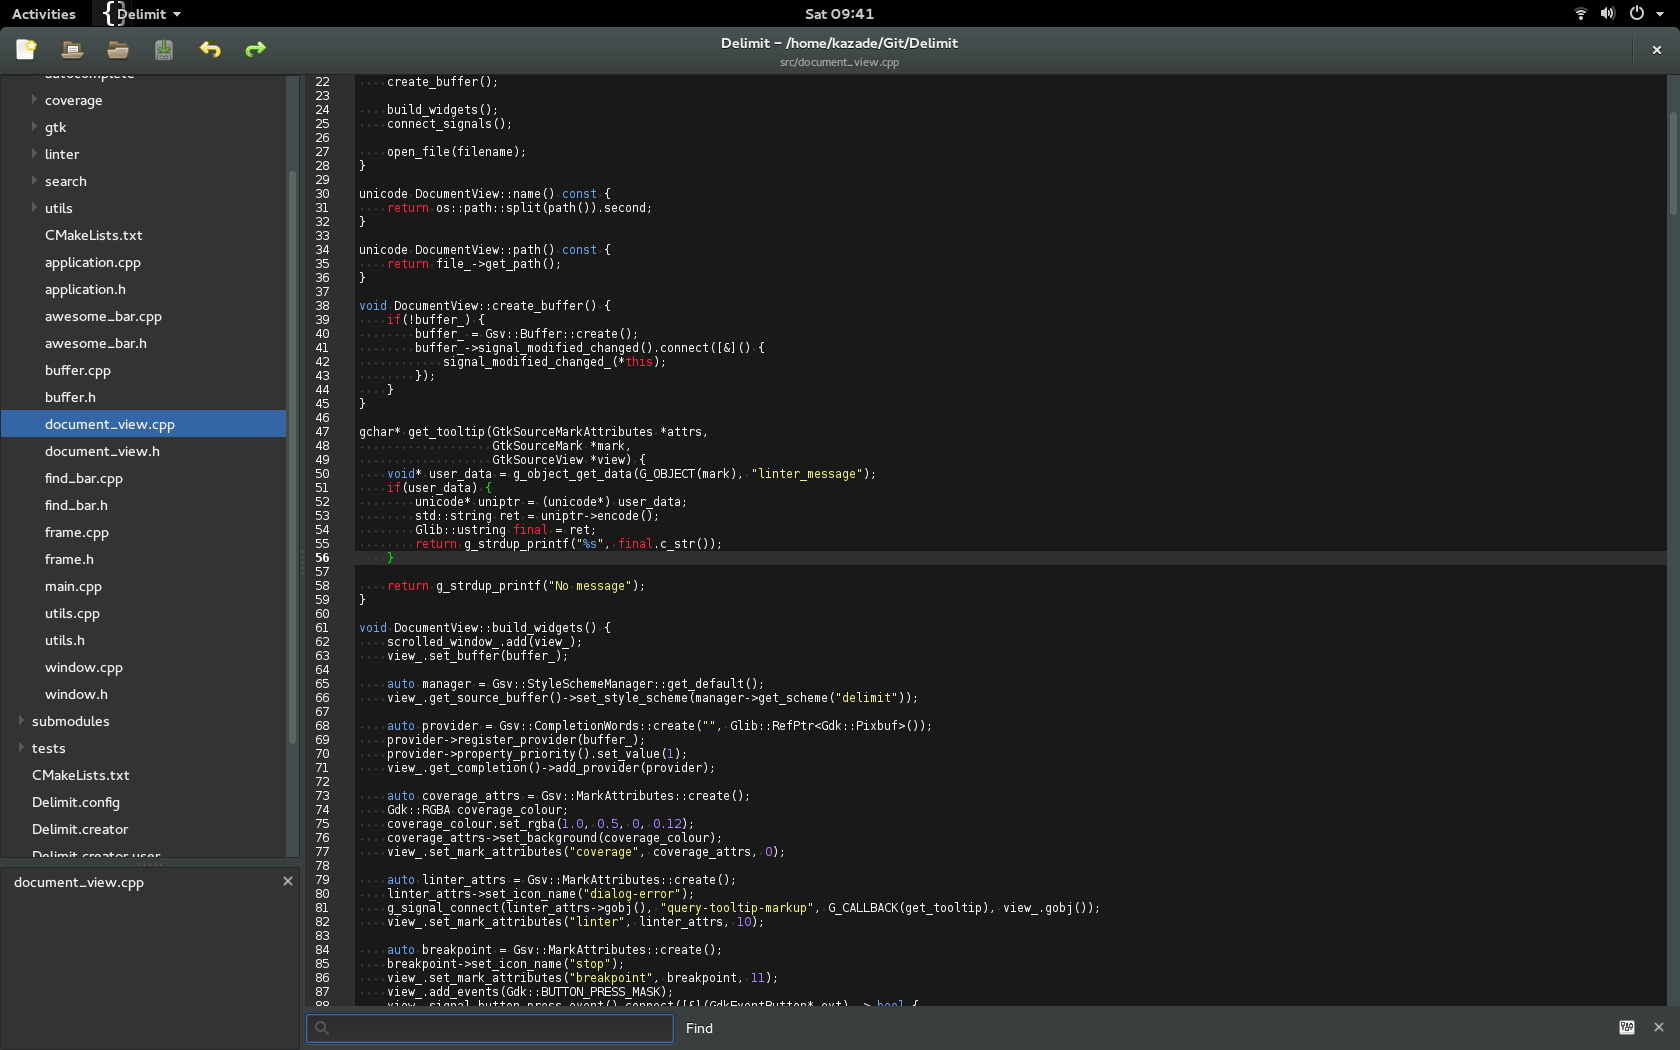 Activities
Delimit
Sat 09:41
Delimit – /home/kazade/Git/Delimit
src/document_view.cpp
autocomplete
coverage
gtk
linter
search
utils
CMakeLists.txt
application.cpp
application.h
awesome_bar.cpp
awesome_bar.h
buffer.cpp
buffer.h
document_view.cpp
document_view.h
find_bar.cpp
find_bar.h
frame.cpp
frame.h
main.cpp
utils.cpp
utils.h
window.cpp
window.h
submodules
tests
CMakeLists.txt
Delimit.config
Delimit.creator
Delimit.creator.user
document_view.cpp
22 create_buffer();
23
24 build_widgets();
25 connect_signals();
26
27 open_file(filename);
28 }
29
30 unicode DocumentView::name() const {
31 return os::path::split(path()).second;
32 }
33
34 unicode DocumentView::path() const {
35 return file_->get_path();
36 }
37
38 void DocumentView::create_buffer() {
39 if(!buffer_) {
40 buffer_ = Gsv::Buffer::create();
41 buffer_->signal_modified_changed().connect([&]() {
42 signal_modified_changed_(*this);
43 });
44 }
45 }
46
47 gchar* get_tooltip(GtkSourceMarkAttributes *attrs,
48 GtkSourceMark *mark,
49 GtkSourceView *view) {
50 void* user_data = g_object_get_data(G_OBJECT(mark), "linter_message");
51 if(user_data) {
52 unicode* uniptr = (unicode*) user_data;
53 std::string ret = uniptr->encode();
54 Glib::ustring final = ret;
55 return g_strdup_printf("%s", final.c_str());
56 }
57
58 return g_strdup_printf("No message");
59 }
60
61 void DocumentView::build_widgets() {
62 scrolled_window_.add(view_);
63 view_.set_buffer(buffer_);
64
65 auto manager = Gsv::StyleSchemeManager::get_default();
66 view_.get_source_buffer()->set_style_scheme(manager->get_scheme("delimit"));
67
68 auto provider = Gsv::CompletionWords::create("", Glib::RefPtr<Gdk::Pixbuf>());
69 provider->register_provider(buffer_);
70 provider->property_priority().set_value(1);
71 view_.get_completion()->add_provider(provider);
72
73 auto coverage_attrs = Gsv::MarkAttributes::create();
74 Gdk::RGBA coverage_colour;
75 coverage_colour.set_rgba(1.0, 0.5, 0, 0.12);
76 coverage_attrs->set_background(coverage_colour);
77 view_.set_mark_attributes("coverage", coverage_attrs, 0);
78
79 auto linter_attrs = Gsv::MarkAttributes::create();
80 linter_attrs->set_icon_name("dialog-error");
81 g_signal_connect(linter_attrs->gobj(), "query-tooltip-markup", G_CALLBACK(get_tooltip), view_.gobj());
82 view_.set_mark_attributes("linter", linter_attrs, 10);
83
84 auto breakpoint = Gsv::MarkAttributes::create();
85 breakpoint->set_icon_name("stop");
86 view_.set_mark_attributes("breakpoint", breakpoint, 11);
87 view_.add_events(Gdk::BUTTON_PRESS_MASK);
88 view_.signal_button_press_event().connect([&](GdkEventButton* evt) -> bool {
Find